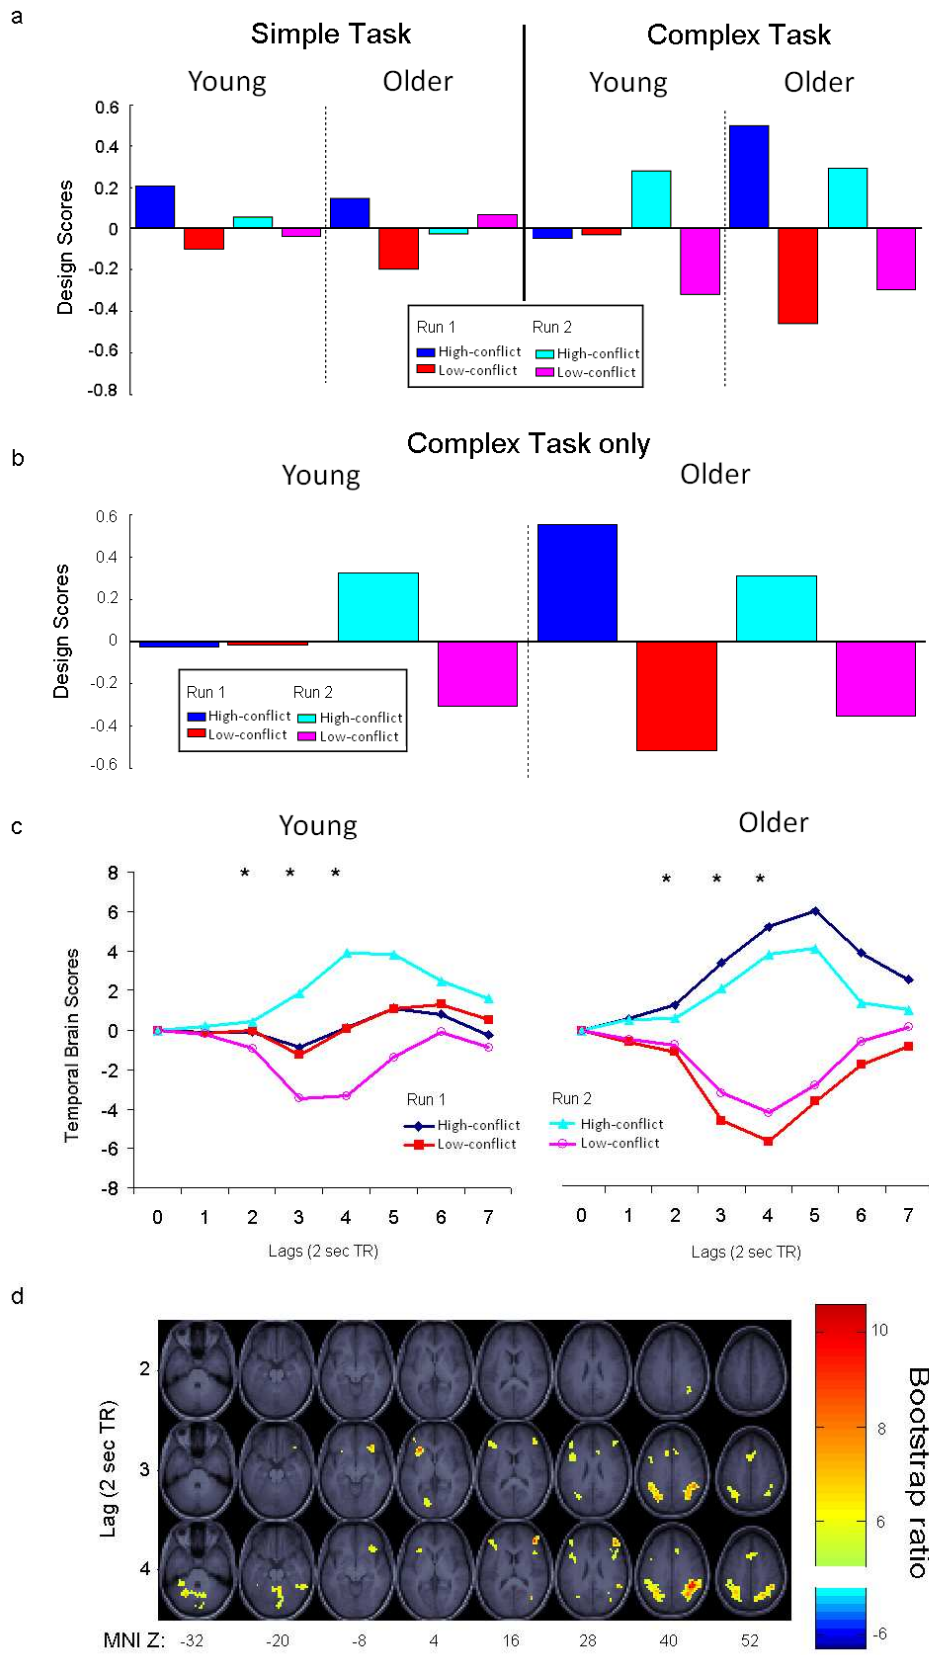 a
Simple Task
Complex Task
Young
Older
Young
Older
0.6
0.4
0.2
0
-0.2
-0.4
-0.6
-0.8
Design Scores
Run 1
Run 2
High-conflict
High-conflict
Low-conflict
Low-conflict
b
Complex Task only
Young
Older
0.6
0.4
0.2
0
-0.2
-0.4
-0.6
Design Scores
Run 1
Run 2
High-conflict
High-conflict
Low-conflict
Low-conflict
c
Young
Older
* * *
* * *
8
6
4
2
0
-2
-4
-6
-8
Temporal Brain Scores
Run 1
Run 2
High-conflict
High-conflict
Low-conflict
Low-conflict
0 1 2 3 4 5 6 7
0 1 2 3 4 5 6 7
Lags (2 sec TR)
Lags (2 sec TR)
d
2
3
4
Lag (2 sec TR)
MNI Z: -32 -20 -8 4 16 28 40 52
10
8
6
-6
Bootstrap ratio